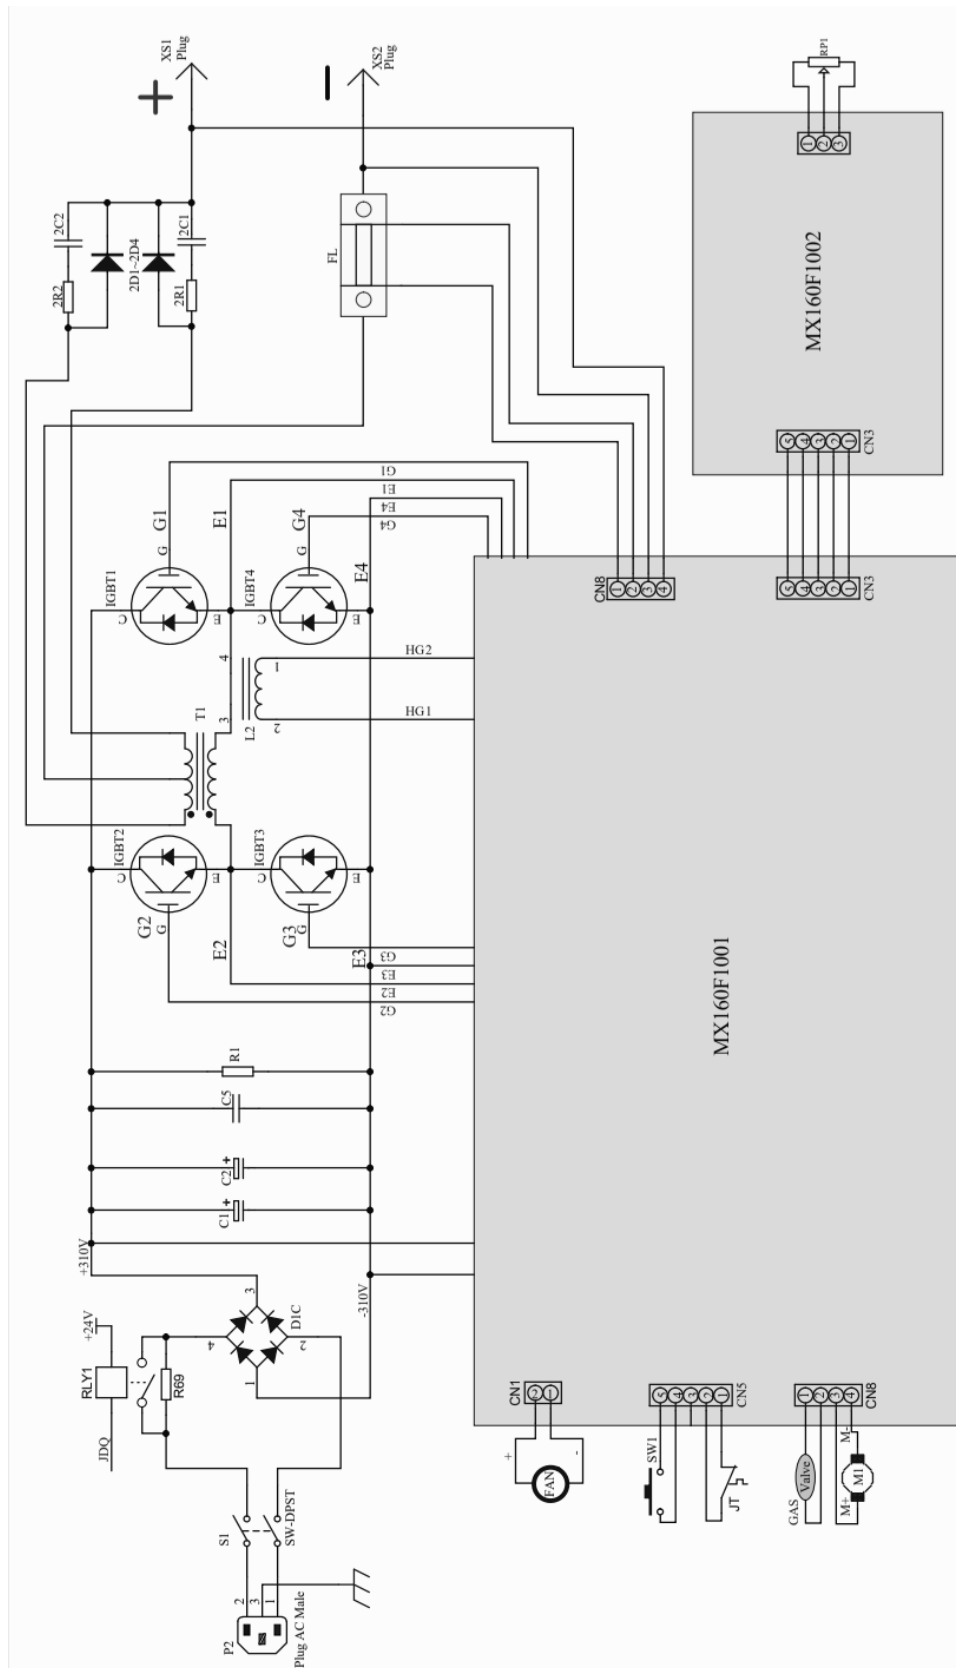 XS1
Plug
+
XS2
Plug
−
RP1
1
2
3
MX160F1002
5
4
3
2
1
CN3
2C2
2R2
2D1~2D4
2C1
2R1
FL
G1
E1
E4
G4
G1
G
IGBT1
C
E
E1
G4
G
IGBT4
C
E
E4
CN8
1
2
3
4
5
4
3
2
1
CN3
HG2
HG1
4
3
L2
1
2
T1
IGBT2
C
E
G2
G
E2
IGBT3
C
E
G3
G
E3
G3
E3
E2
G2
MX160F1001
R1
C5
C2
+
C1
+
+310V
-310V
3
D1C
4
2
1
+24V
RLY1
JDQ
R69
S1
SW-DPST
P2
2
3
1
Plug AC Male
CN1
2
1
+
-
FAN
SW1
5
4
3
2
1
CN5
JT
1
2
3
4
CN8
GAS
Valve
M+
M-
M1